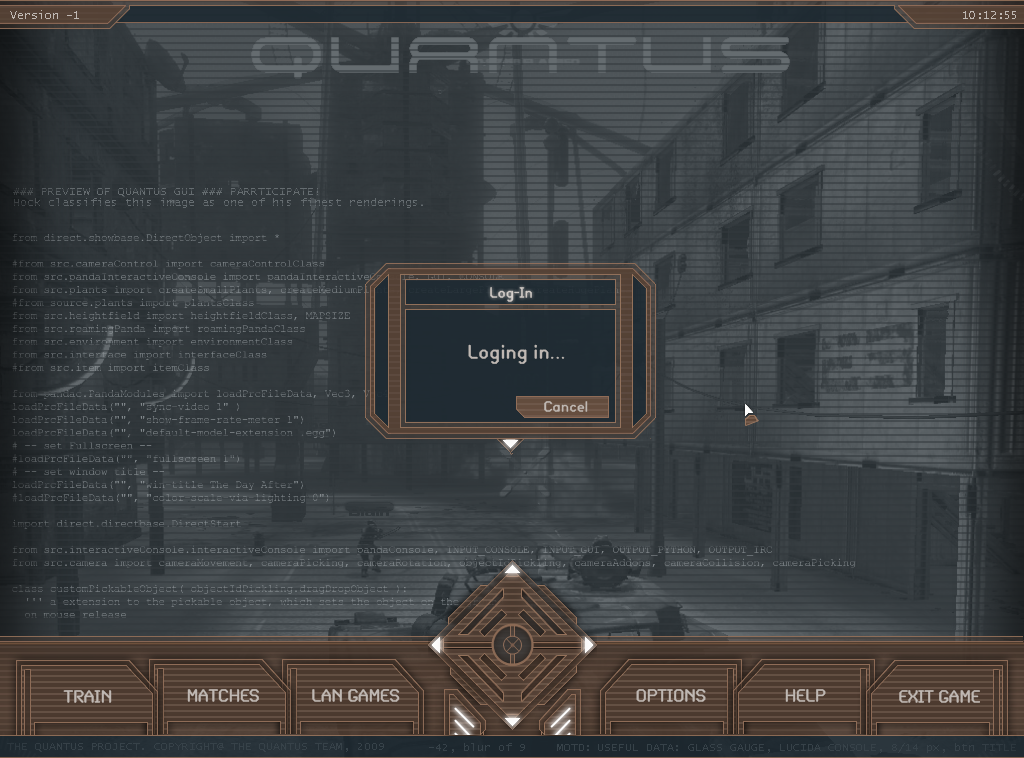 Version -1
10:12:55
QUANTUS
### PREVIEW OF QUANTUS GUI ### PARRTICIPATE!
Hock classifies this image as one of his finest renderings.
from direct.showbase.DirectObject import *
#from src.cameraControl import cameraControlClass
from src.pandaInteractiveConsole import pandaInteractive
from src.plants import createSmallPlants, createMediumPl
#from source.plants import plantsClass
from src.heightfield import heightfieldClass, MAPSIZE
from src.roamingPanda import roamingPandaClass
from src.environment import environmentClass
from src.interface import interfaceClass
#from src.item import itemClass
from pandac.PandaModules import loadPrcFileData, Vec3, V
loadPrcFileData("", "sync-video 1" )
loadPrcFileData("", "show-frame-rate-meter 1")
loadPrcFileData("", "default-model-extension .egg")
# -- set Fullscreen --
#loadPrcFileData("", "fullscreen 1")
# -- set window title --
loadPrcFileData("", "win-title The Day After")
#loadPrcFileData("", "color-scale-via-lighting 0")
import direct.directbase.DirectStart
from src.interactiveConsole.interactiveConsole import pandaConsole, INPUT_CONSOLE, INPUT_GUI, OUTPUT_PYTHON, OUTPUT_IRC
from src.camera import cameraMovement, cameraPicking, cameraRotation, objectIdPickling, cameraAddons, cameraCollision, cameraPicking
class customPickableObject( objectIdPickling.dragDropObject ):
''' a extension to the pickable object, which sets the object on the
on mouse release
Log-In
Loging in...
Cancel
TRAIN
MATCHES
LAN GAMES
OPTIONS
HELP
EXIT GAME
THE QUANTUS PROJECT. COPYRIGHT© THE QUANTUS TEAM, 2009
-42, blur of 9
MOTD: USEFUL DATA: GLASS GAUGE, LUCIDA CONSOLE, 8/14 px, btn TITLE